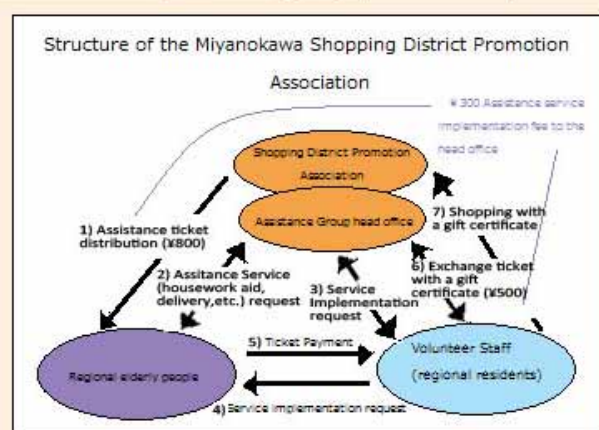 Structure of the Miyanokawa Shopping District Promotion
Association
¥300 Assistance service
implementation fee to the
head office
Shopping District Promotion
Association
Assistance Group head office
1) Assistance ticket
distribution (¥800)
2) Assitance Service
(housework aid,
delivery,etc.) request
3) Service
Implementation
request
7) Shopping with
a gift certificate
6) Exchange ticket
with a gift
certificate (¥500)
5) Ticket Payment
Regional elderly people
Volunteer Staff
(regional residents)
4)Service Implementation request